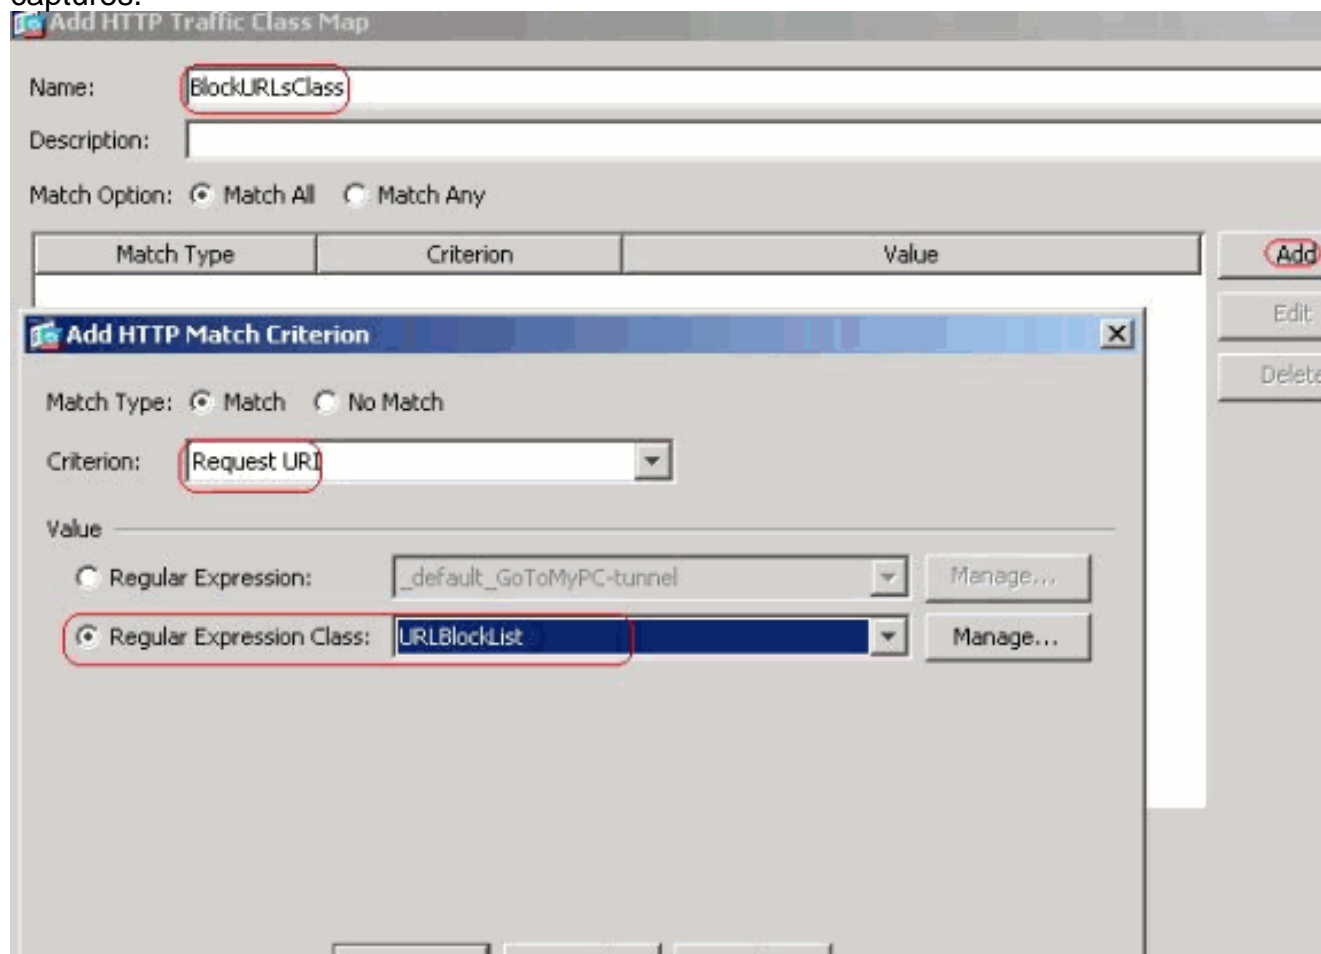 captures.
Add HTTP Traffic Class Map
Name: BlockURLsClass
Description:
Match Option: Match All Match Any
Match Type Criterion Value
Add
Edit
Delete
Add HTTP Match Criterion
Match Type: Match No Match
Criterion: Request URI
Value
Regular Expression: _default_GoToMyPC-tunnel Manage...
Regular Expression Class: URLBlockList Manage...